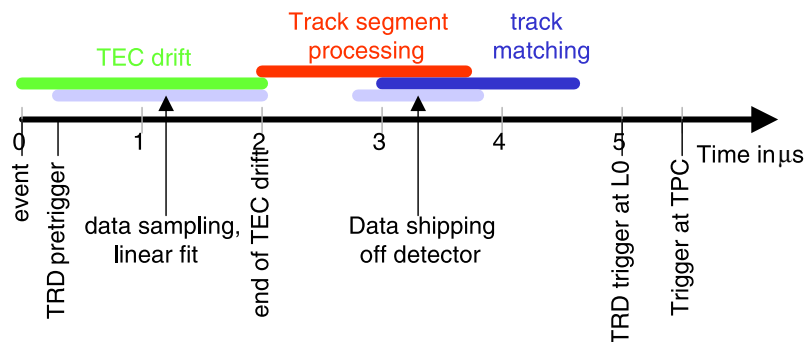 Track segment
processing
track
matching
TEC drift
0
1
2
3
4
5
Time in µs
event
TRD pretrigger
data sampling,
linear fit
end of TEC drift
Data shipping
off detector
TRD trigger at L0
Trigger at TPC